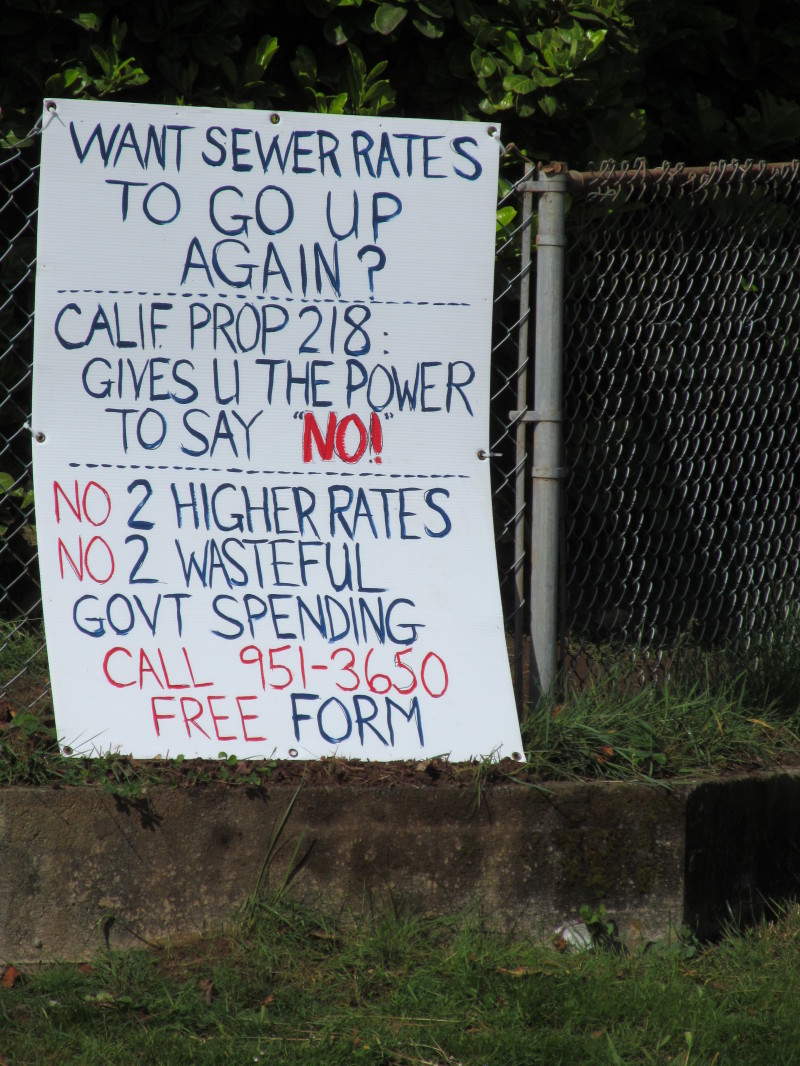 WANT SEWER RATES
TO GO UP
AGAIN?
CALIF. PROP 218:
GIVES U THE POWER
TO SAY "NO!"
NO 2 HIGHER RATES
NO 2 WASTEFUL
GOVT SPENDING
CALL 951-3650
FREE FORM